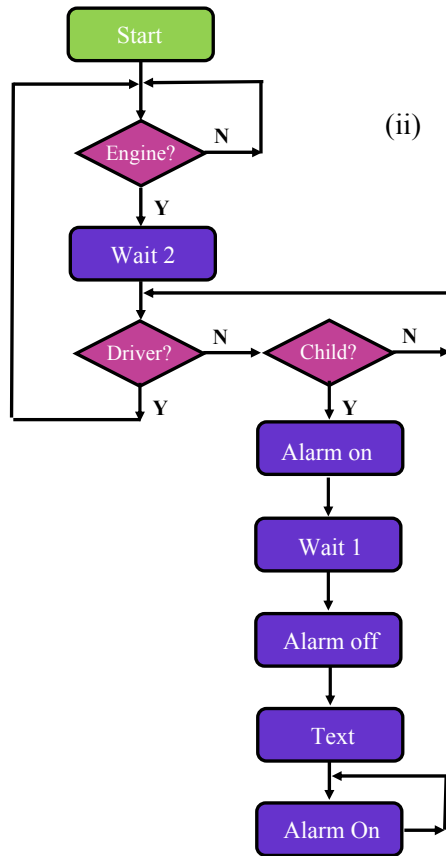 Start
(ii)
Engine?
N
Y
Wait 2
Driver?
N
Child?
N
Y
Y
Alarm on
Wait 1
Alarm off
Text
Alarm On